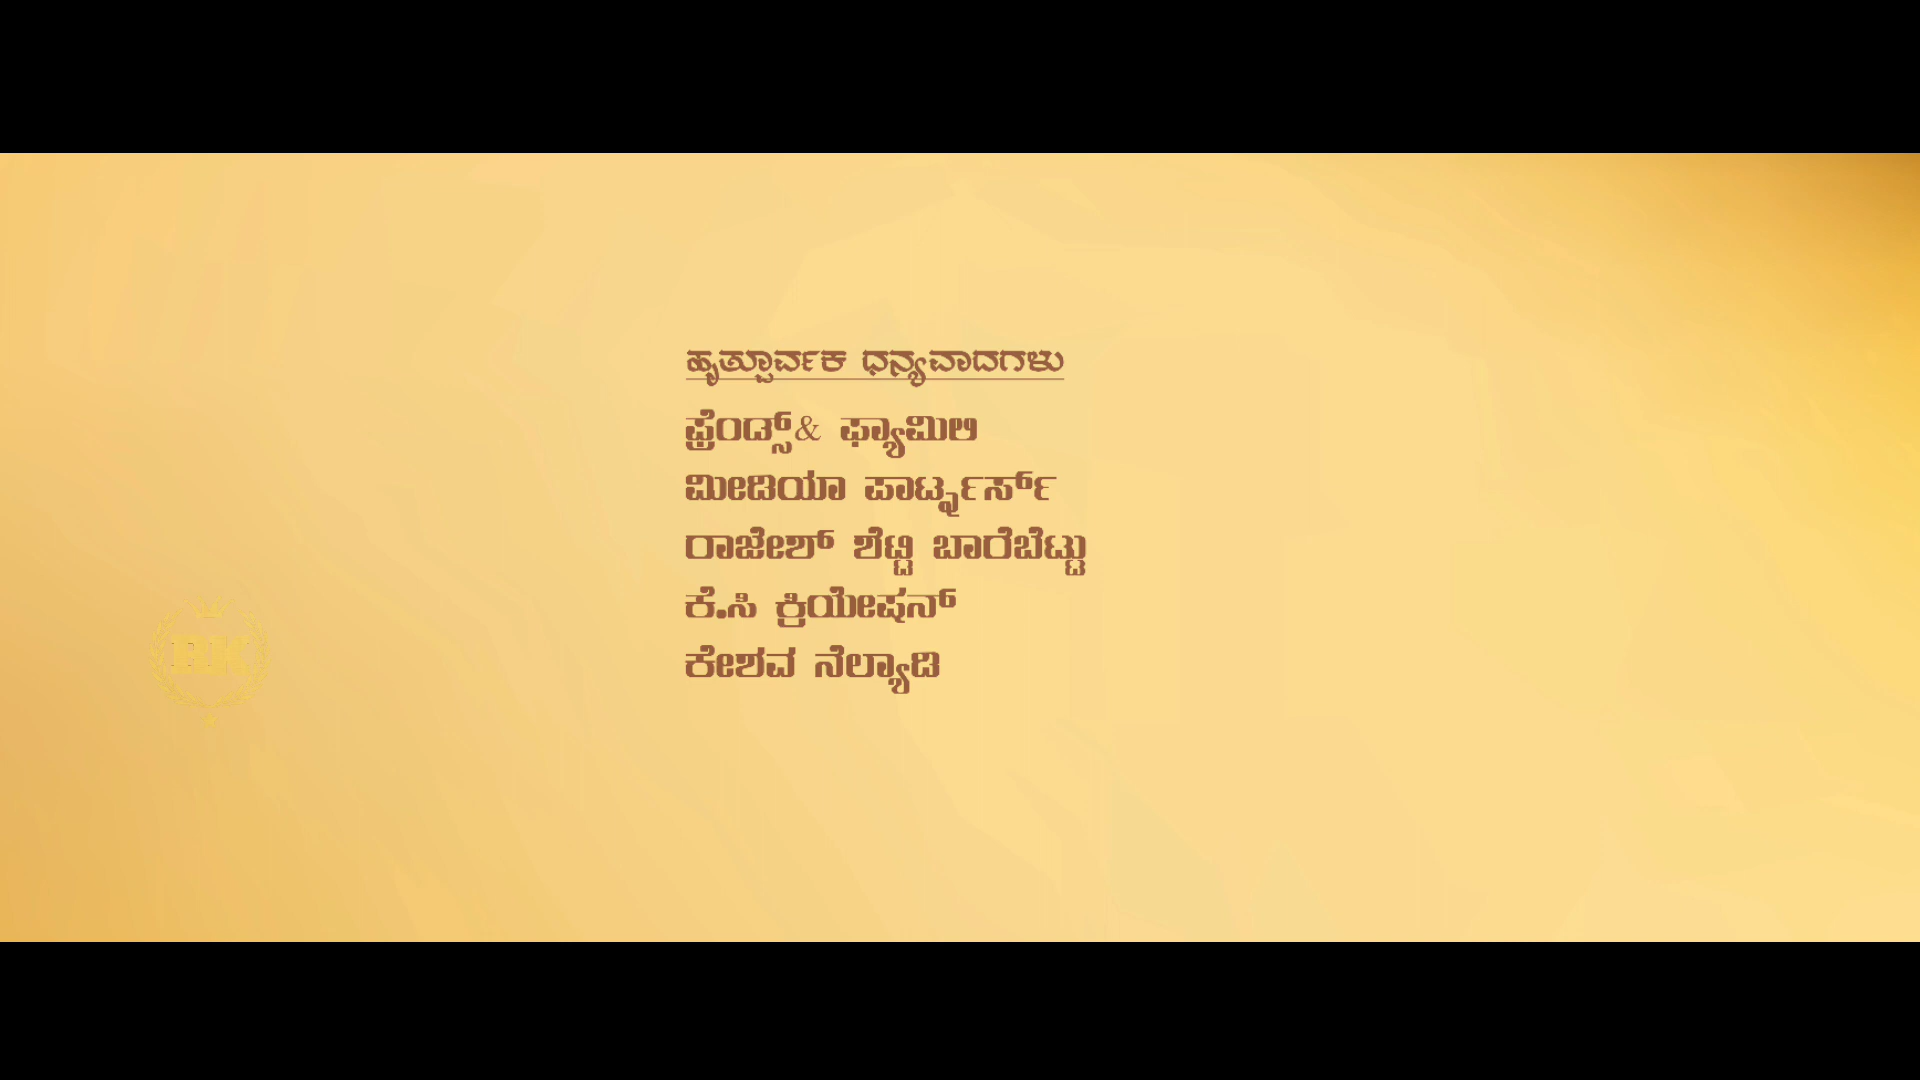 ಹೃತ್ಪೂರ್ವಕ ಧನ್ಯವಾದಗಳು
ಫ್ರೆಂಡ್ಸ್& ಫ್ಯಾಮಿಲಿ
ಮೀಡಿಯಾ ಪಾರ್ಟ್ನರ್ಸ್
ರಾಜೇಶ್ ಶೆಟ್ಟಿ ಬಾರೆಬೆಟ್ಟು
ಕೆ.ಸಿ ಕ್ರಿಯೇಷನ್
ಕೇಶವ ನೆಲ್ಯಾಡಿ